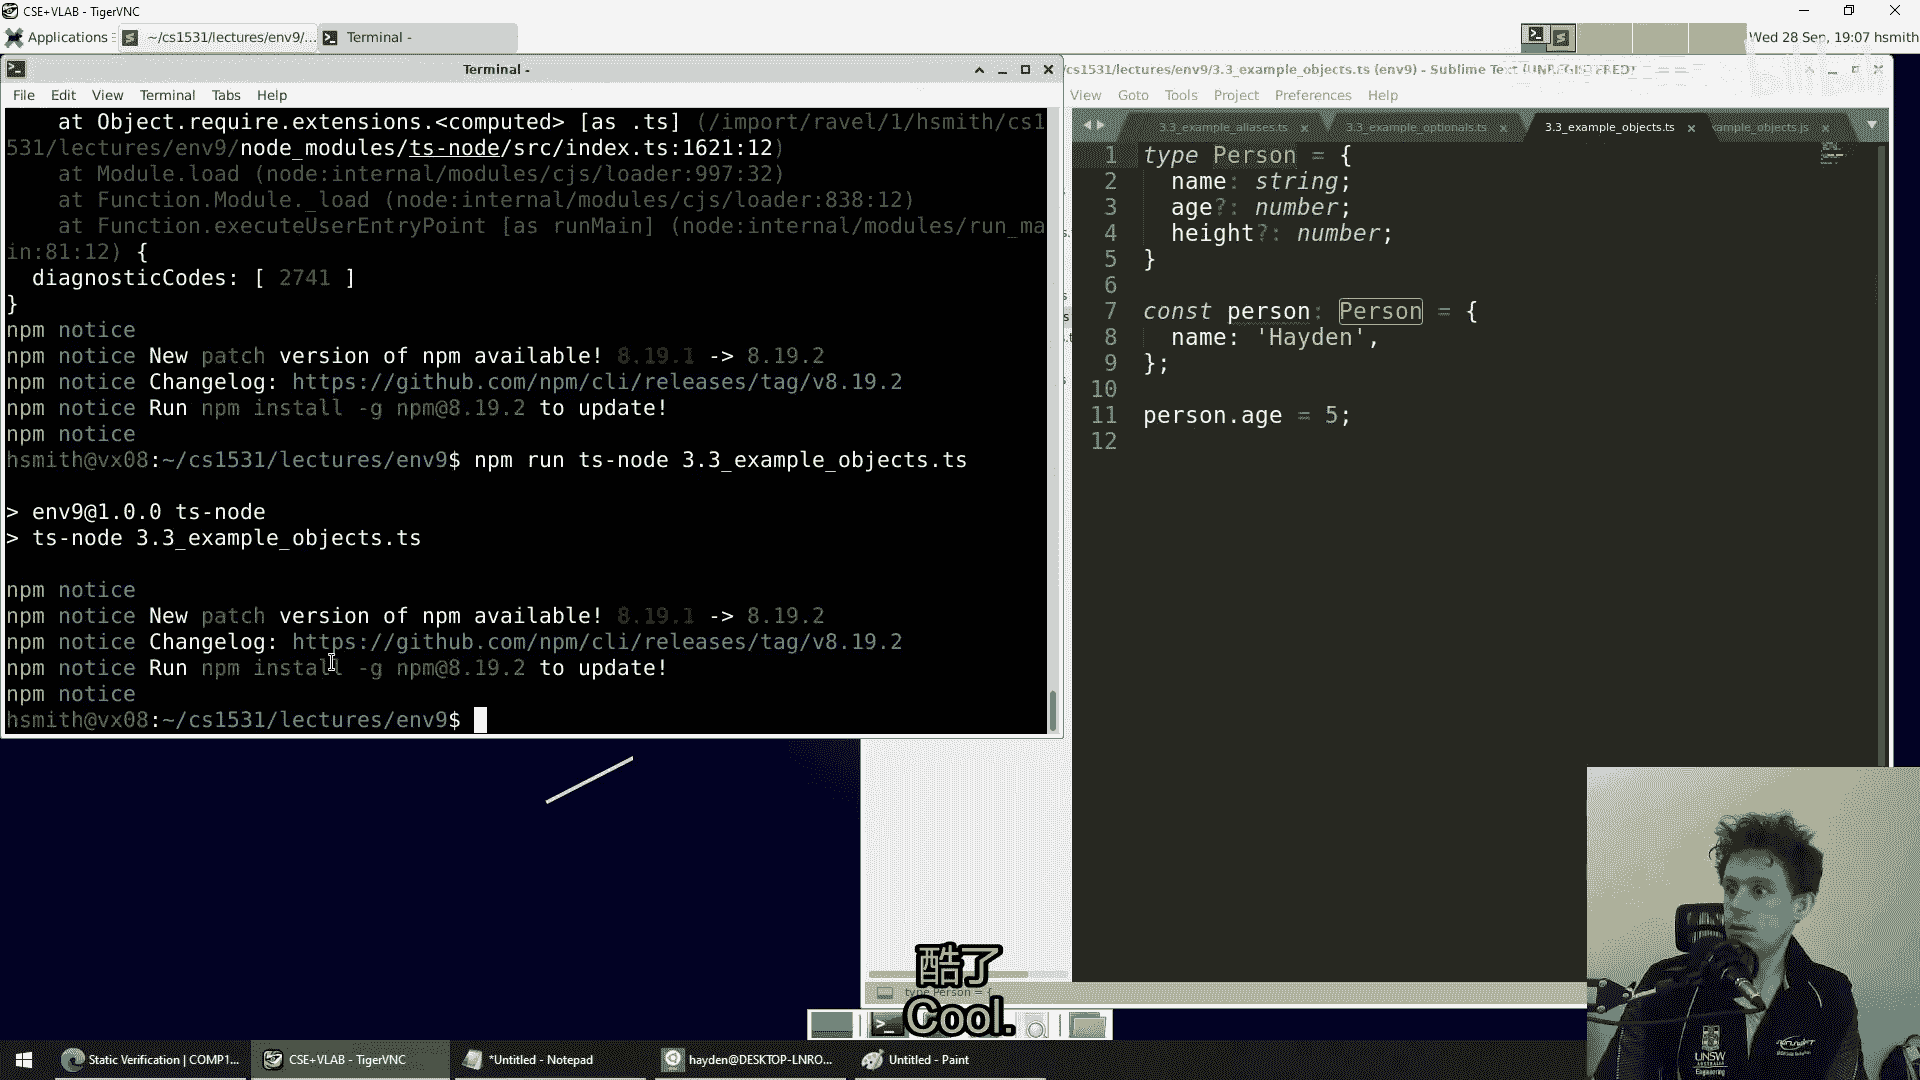 CSE+VLAB - TigerVNC
Applications
~/cs1531/lectures/env9/...
Terminal -
Wed 28 Sep, 19:07 hsmith
Terminal -
File Edit View Terminal Tabs Help
at Object.require.extensions.<computed> [as .ts] (/import/ravel/1/hsmith/cs1
531/lectures/env9/node_modules/ts-node/src/index.ts:1621:12)
at Module.load (node:internal/modules/cjs/loader:997:32)
at Function.Module._load (node:internal/modules/cjs/loader:838:12)
at Function.executeUserEntryPoint [as runMain] (node:internal/modules/run_ma
in:81:12) {
diagnosticCodes: [ 2741 ]
}
npm notice
npm notice New patch version of npm available! 8.19.1 -> 8.19.2
npm notice Changelog: https://github.com/npm/cli/releases/tag/v8.19.2
npm notice Run npm install -g npm@8.19.2 to update!
npm notice
hsmith@vx08:~/cs1531/lectures/env9$ npm run ts-node 3.3_example_objects.ts
> env9@1.0.0 ts-node
> ts-node 3.3_example_objects.ts
npm notice
npm notice New patch version of npm available! 8.19.1 -> 8.19.2
npm notice Changelog: https://github.com/npm/cli/releases/tag/v8.19.2
npm notice Run npm install -g npm@8.19.2 to update!
npm notice
hsmith@vx08:~/cs1531/lectures/env9$
/cs1531/lectures/env9/3.3_example_objects.ts (env9) - Sublime Text (UNREGISTERED)
View Goto Tools Project Preferences Help
3.3_example_aliases.ts
3.3_example_optionals.ts
3.3_example_objects.ts
ample_objects.js
1 type Person = {
2 name: string;
3 age?: number;
4 height?: number;
5 }
6
7 const person: Person = {
8 name: 'Hayden',
9 };
10
11 person.age = 5;
12
type Person = {
酷了
Cool.
UNSW
Static Verification | COMP1...
CSE+VLAB - TigerVNC
*Untitled - Notepad
hayden@DESKTOP-LNRO...
Untitled - Paint